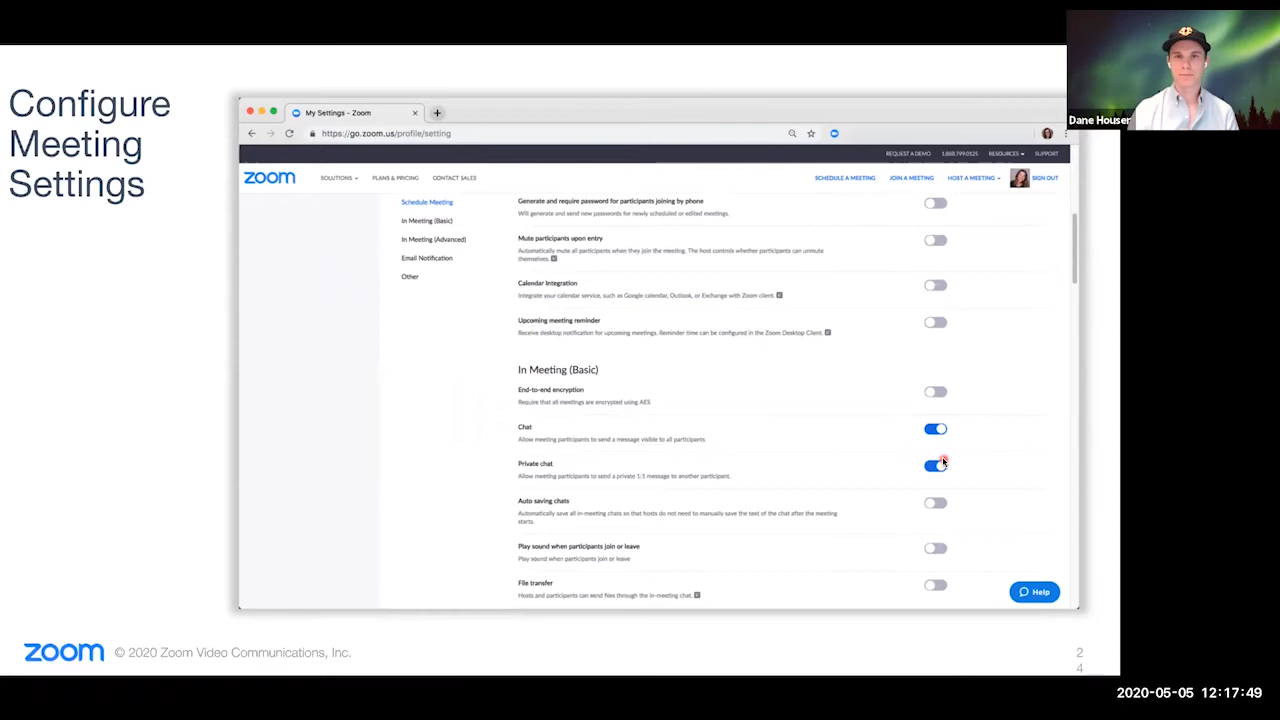 Configure
Meeting
Settings
My Settings - Zoom
https://go.zoom.us/profile/setting
Dane Houser
REQUEST A DEMO 1.888.799.0125 RESOURCES SUPPORT
zoom SOLUTIONS PLANS & PRICING CONTACT SALES SCHEDULE A MEETING JOIN A MEETING HOST A MEETING SIGN OUT
Schedule Meeting
In Meeting (Basic)
In Meeting (Advanced)
Email Notification
Other
Generate and require password for participants joining by phone
Will generate and send new passwords for newly scheduled or edited meetings.
Mute participants upon entry
Automatically mute all participants when they join the meeting. The host controls whether participants can unmute
themselves.
Calendar Integration
Integrate your calendar service, such as Google calendar, Outlook, or Exchange with Zoom client.
Upcoming meeting reminder
Receive desktop notification for upcoming meetings. Reminder time can be configured in the Zoom Desktop Client.
In Meeting (Basic)
End-to-end encryption
Require that all meetings are encrypted using AES
Chat
Allow meeting participants to send a message visible to all participants
Private chat
Allow meeting participants to send a private 1:1 message to another participant.
Auto saving chats
Automatically save all in-meeting chats so that hosts do not need to manually save the text of the chat after the meeting
starts.
Play sound when participants join or leave
Play sound when participants join or leave
File transfer
Hosts and participants can send files through the in-meeting chat.
Help
zoom © 2020 Zoom Video Communications, Inc.
2
4
2020-05-05 12:17:49